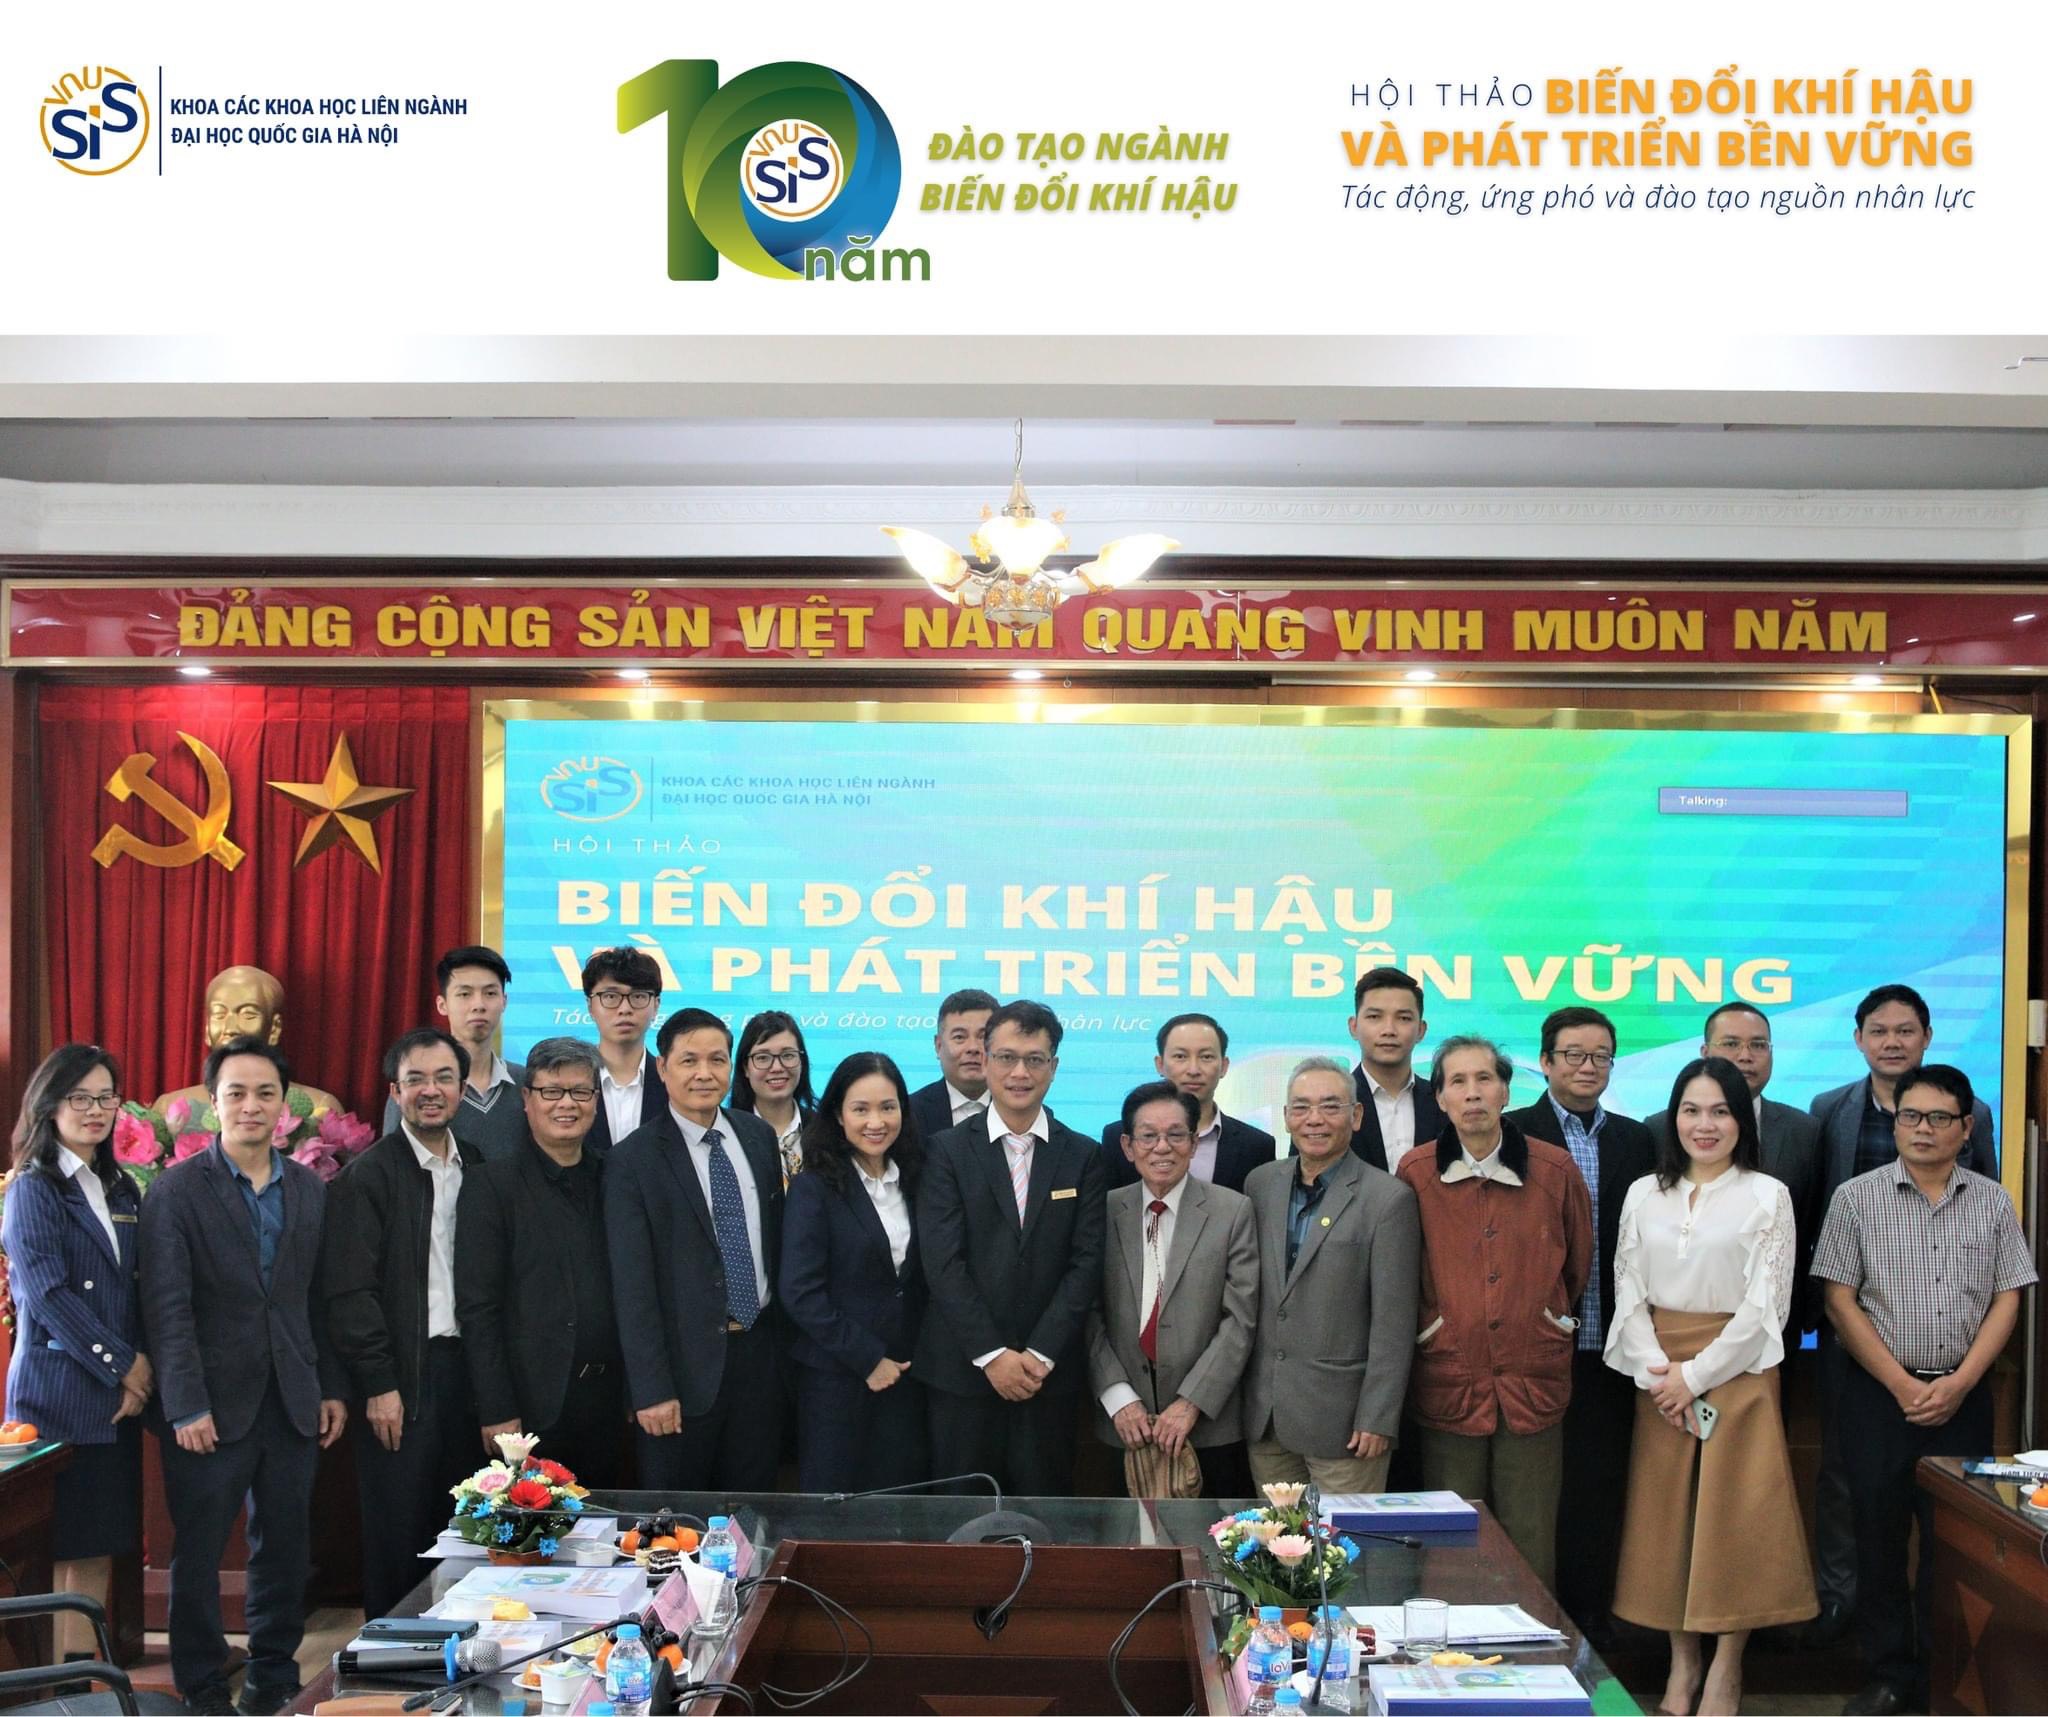 VNU
SiS
KHOA CÁC KHOA HỌC LIÊN NGÀNH
ĐẠI HỌC QUỐC GIA HÀ NỘI
10
VNU
SiS
năm
ĐÀO TẠO NGÀNH
BIẾN ĐỔI KHÍ HẬU
HỘI THẢO BIẾN ĐỔI KHÍ HẬU
VÀ PHÁT TRIỂN BỀN VỮNG
Tác động, ứng phó và đào tạo nguồn nhân lực
ĐẢNG CỘNG SẢN VIỆT NAM QUANG VINH MUÔN NĂM
VNU
SiS
KHOA CÁC KHOA HỌC LIÊN NGÀNH
ĐẠI HỌC QUỐC GIA HÀ NỘI
Talking:
HỘI THẢO
BIẾN ĐỔI KHÍ HẬU
VÀ PHÁT TRIỂN BỀN VỮNG
và đào tạo nhân lực